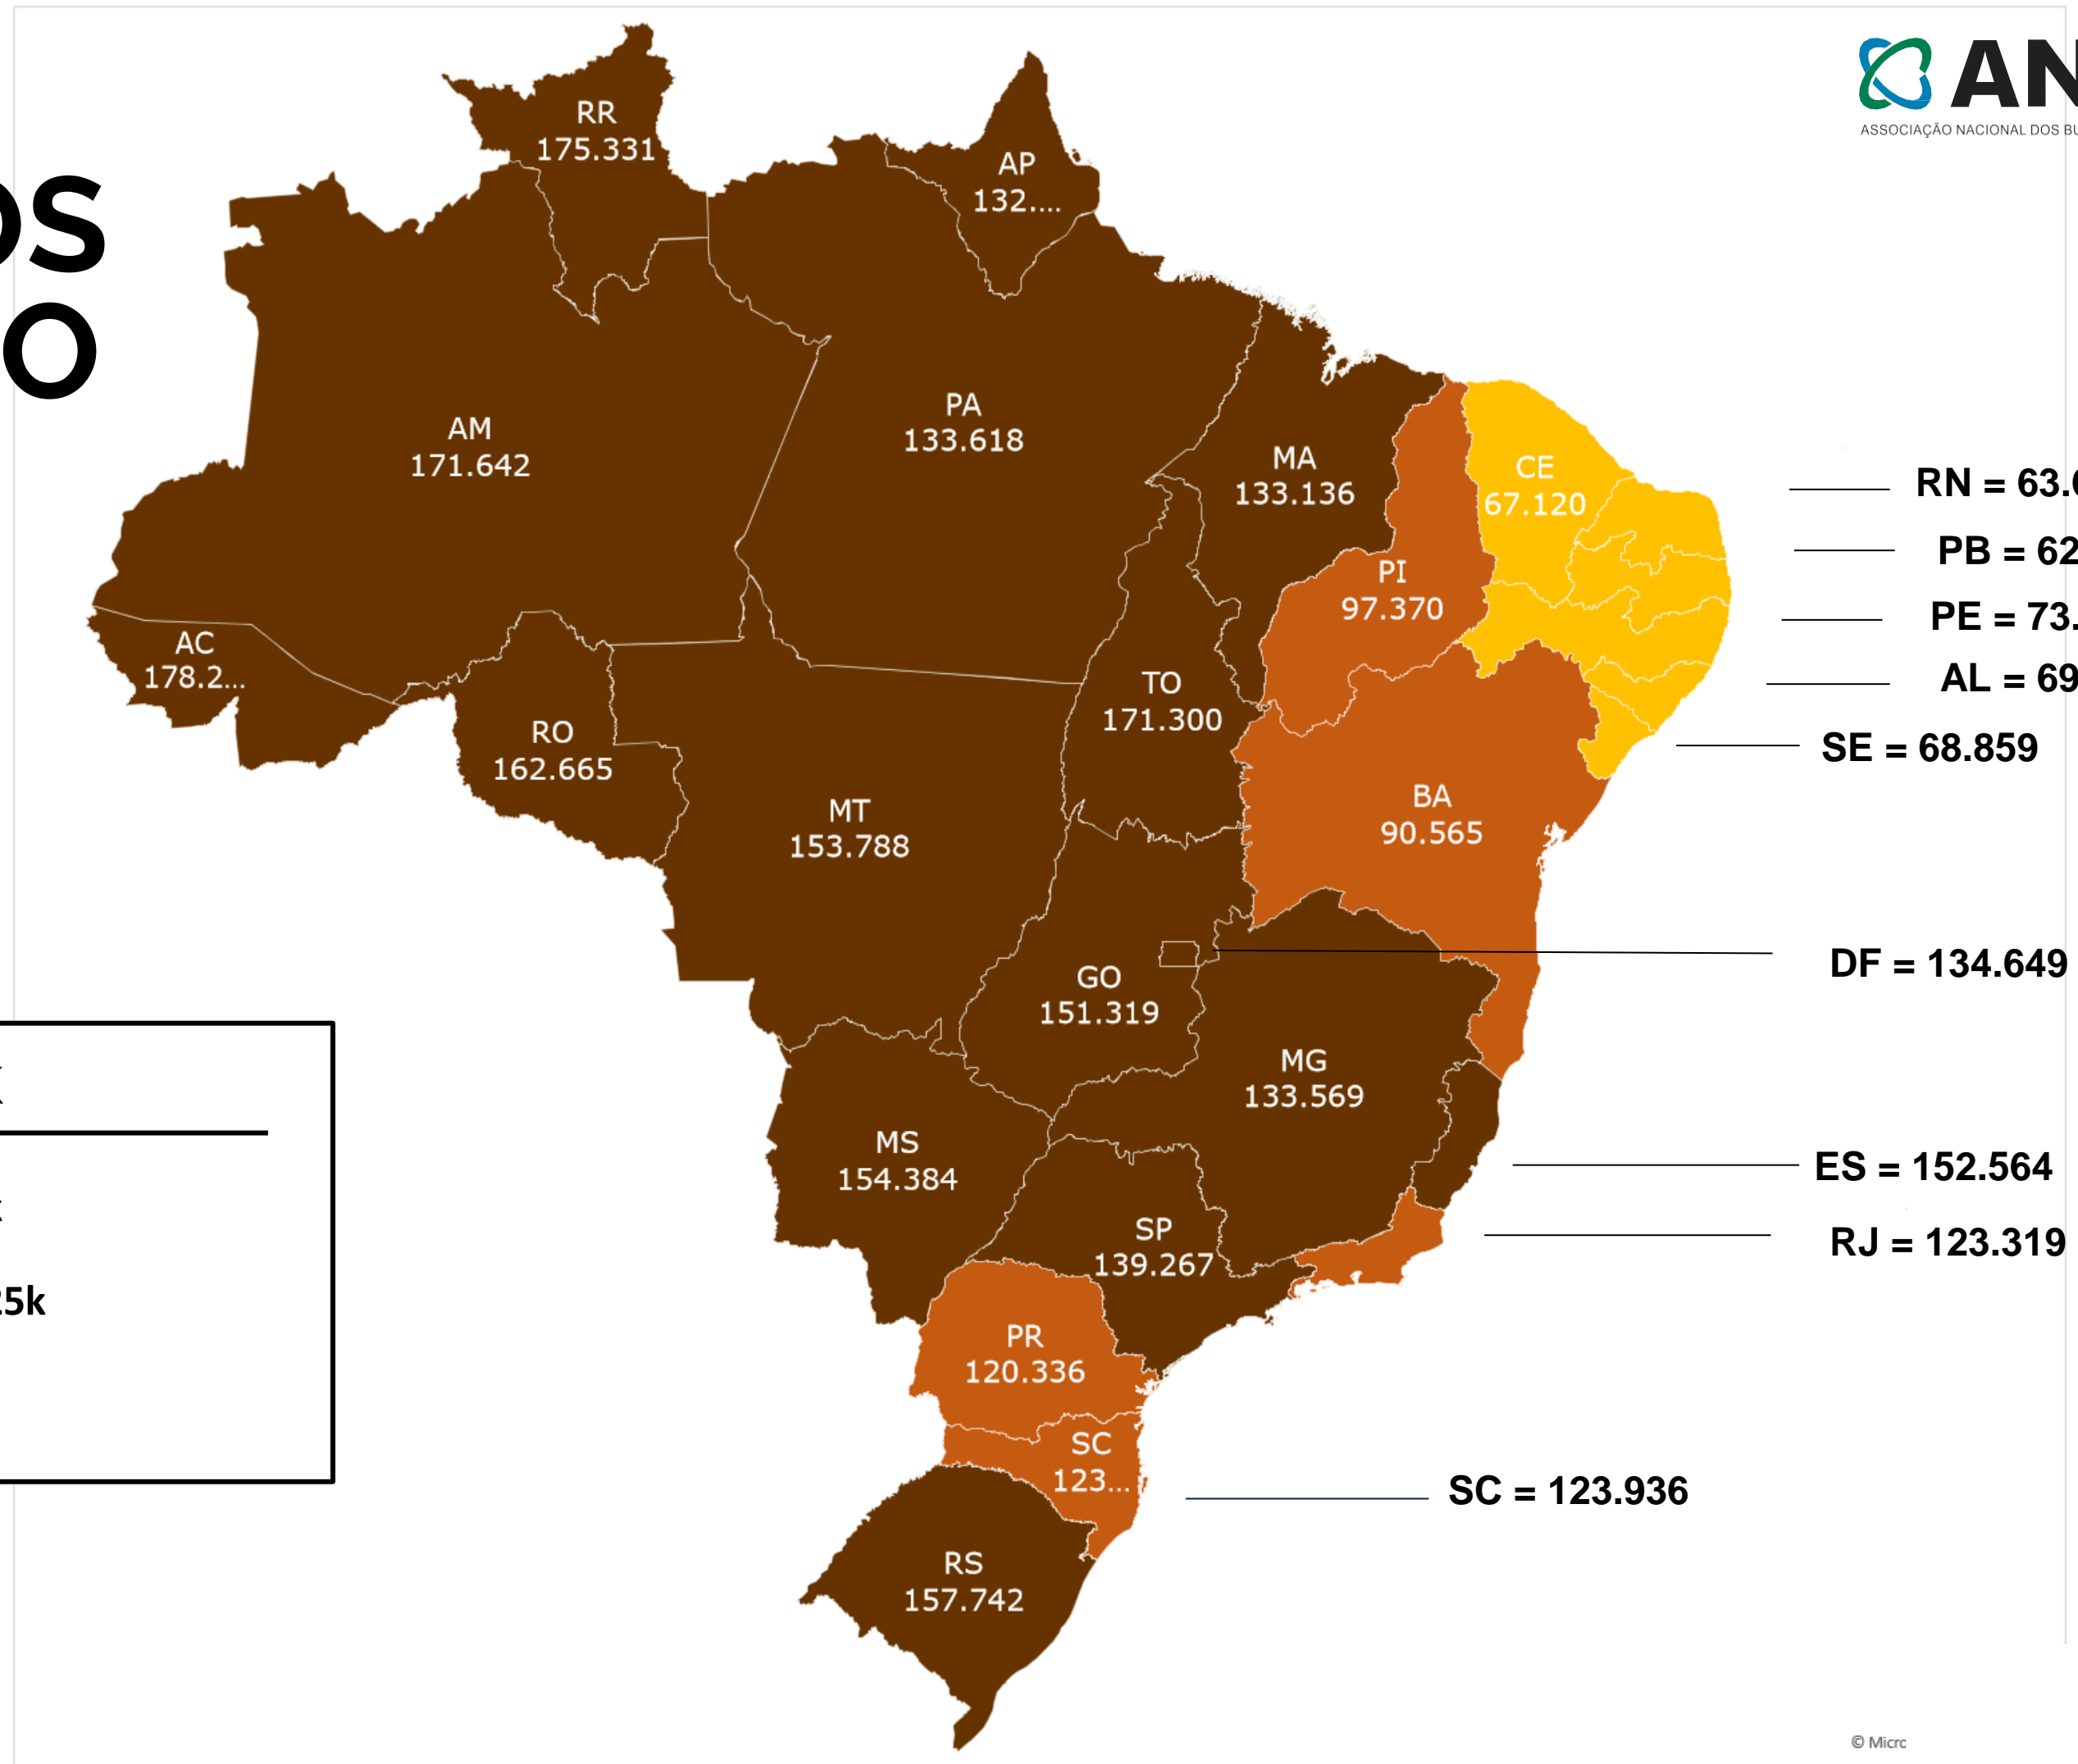 RR
175.331
AP
132....
ASSOCIAÇÃO NACIONAL DOS
AM
171.642
PA
133.618
MA
133.136
CE
67.120
PI
97.370
AC
178.2...
RO
162.665
TO
171.300
MT
153.788
BA
90.565
GO
151.319
MG
133.569
MS
154.384
SP
139.267
PR
120.336
SC
123...
RS
157.742
RN = 63.
PB = 62
PE = 73.
AL = 69
SE = 68.859
DF = 134.649
ES = 152.564
RJ = 123.319
SC = 123.936